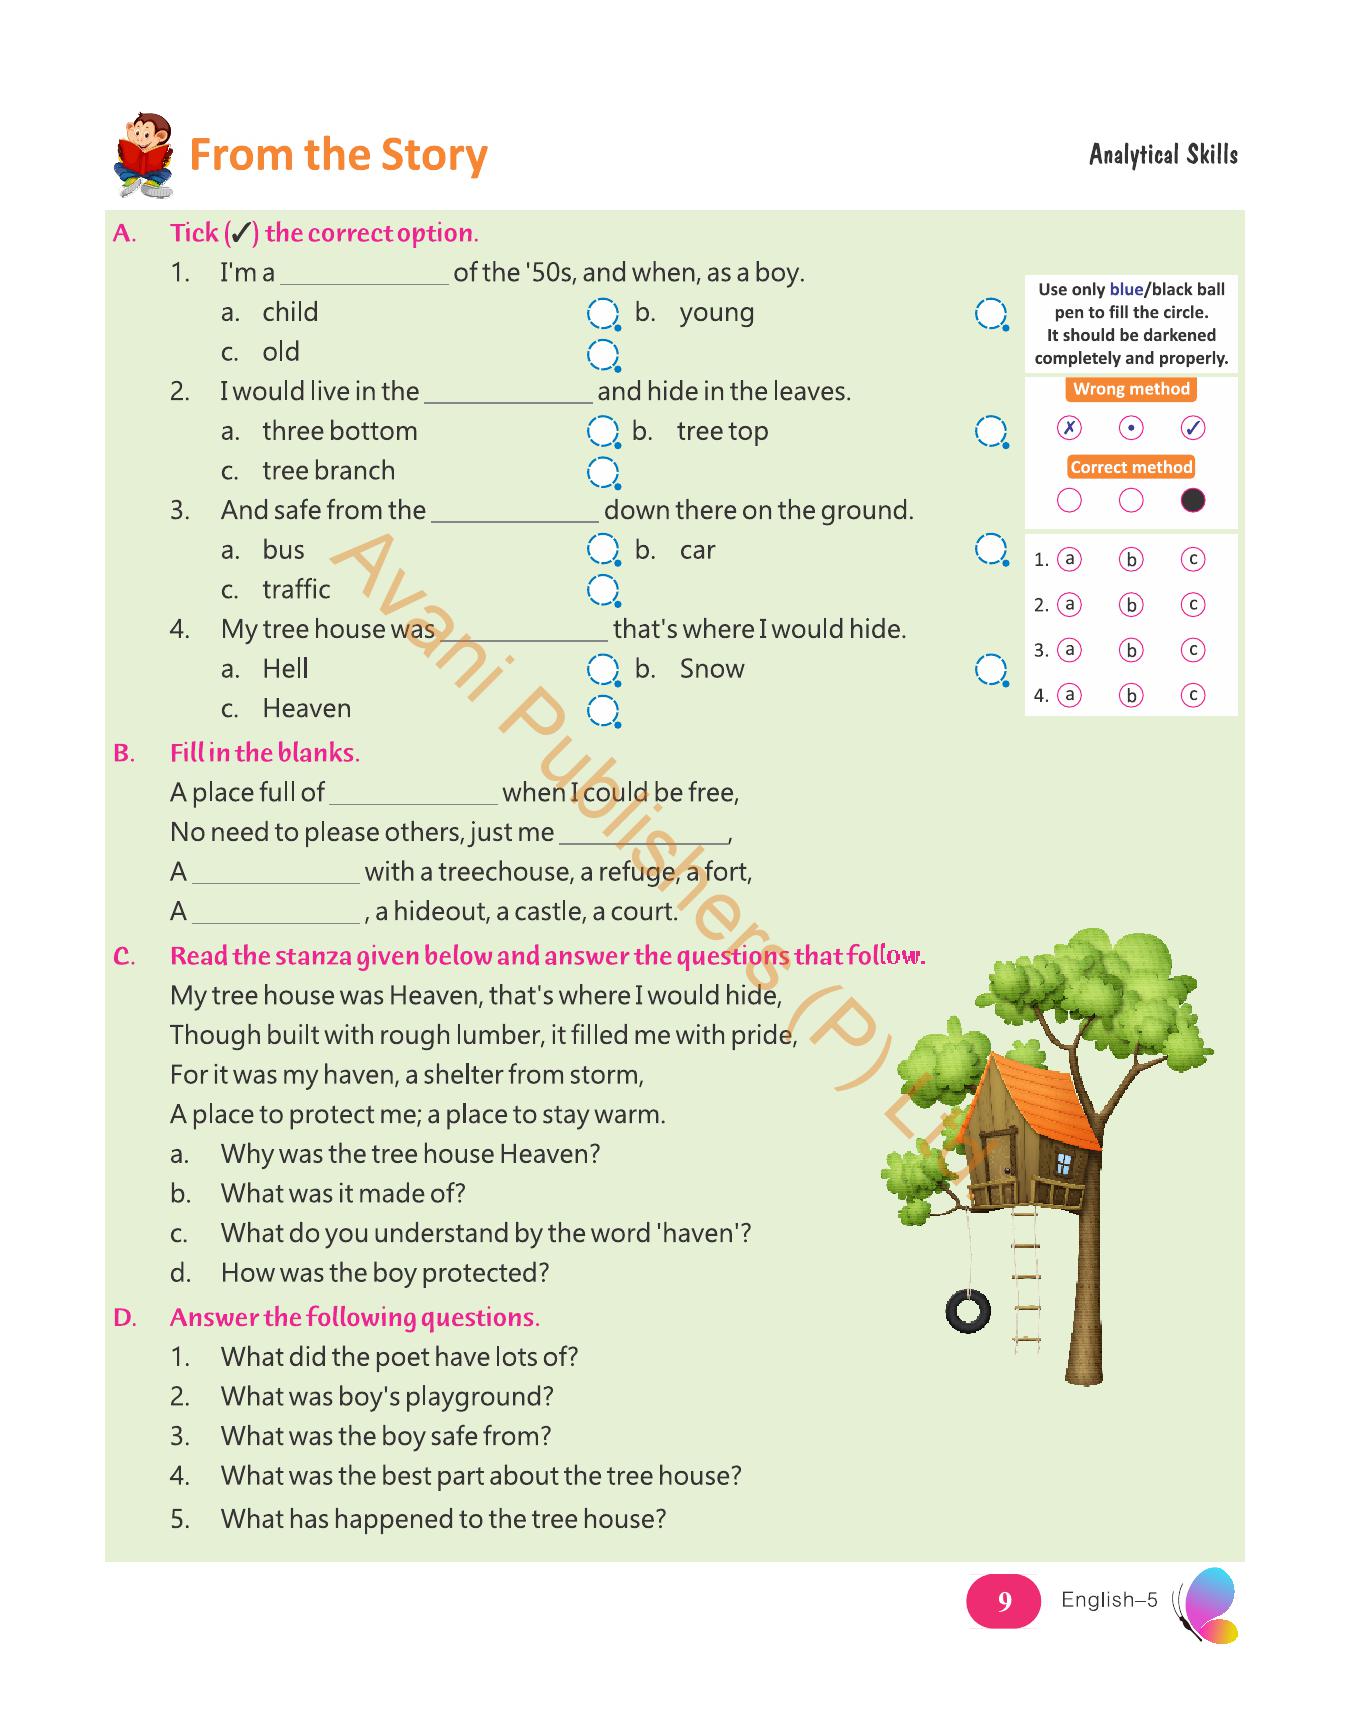 From the Story
Analytical Skills
A. Tick (✓) the correct option.
1. I'm a ____________ of the '50s, and when, as a boy.
a. child b. young
c. old
2. I would live in the ____________ and hide in the leaves.
a. three bottom b. tree top
c. tree branch
3. And safe from the ____________ down there on the ground.
a. bus b. car
c. traffic
4. My tree house was ____________ that's where I would hide.
a. Hell b. Snow
c. Heaven
Use only blue/black ball
pen to fill the circle.
It should be darkened
completely and properly.
Wrong method
✗ • ✓
Correct method
1. a b c
2. a b c
3. a b c
4. a b c
B. Fill in the blanks.
A place full of ____________ when I could be free,
No need to please others, just me ____________,
A ____________ with a treehouse, a refuge, a fort,
A ____________ , a hideout, a castle, a court.
C. Read the stanza given below and answer the questions that follow.
My tree house was Heaven, that's where I would hide,
Though built with rough lumber, it filled me with pride,
For it was my haven, a shelter from storm,
A place to protect me; a place to stay warm.
a. Why was the tree house Heaven?
b. What was it made of?
c. What do you understand by the word 'haven'?
d. How was the boy protected?
D. Answer the following questions.
1. What did the poet have lots of?
2. What was boy's playground?
3. What was the boy safe from?
4. What was the best part about the tree house?
5. What has happened to the tree house?
Avani Publishers (P) Ltd.
9
English–5